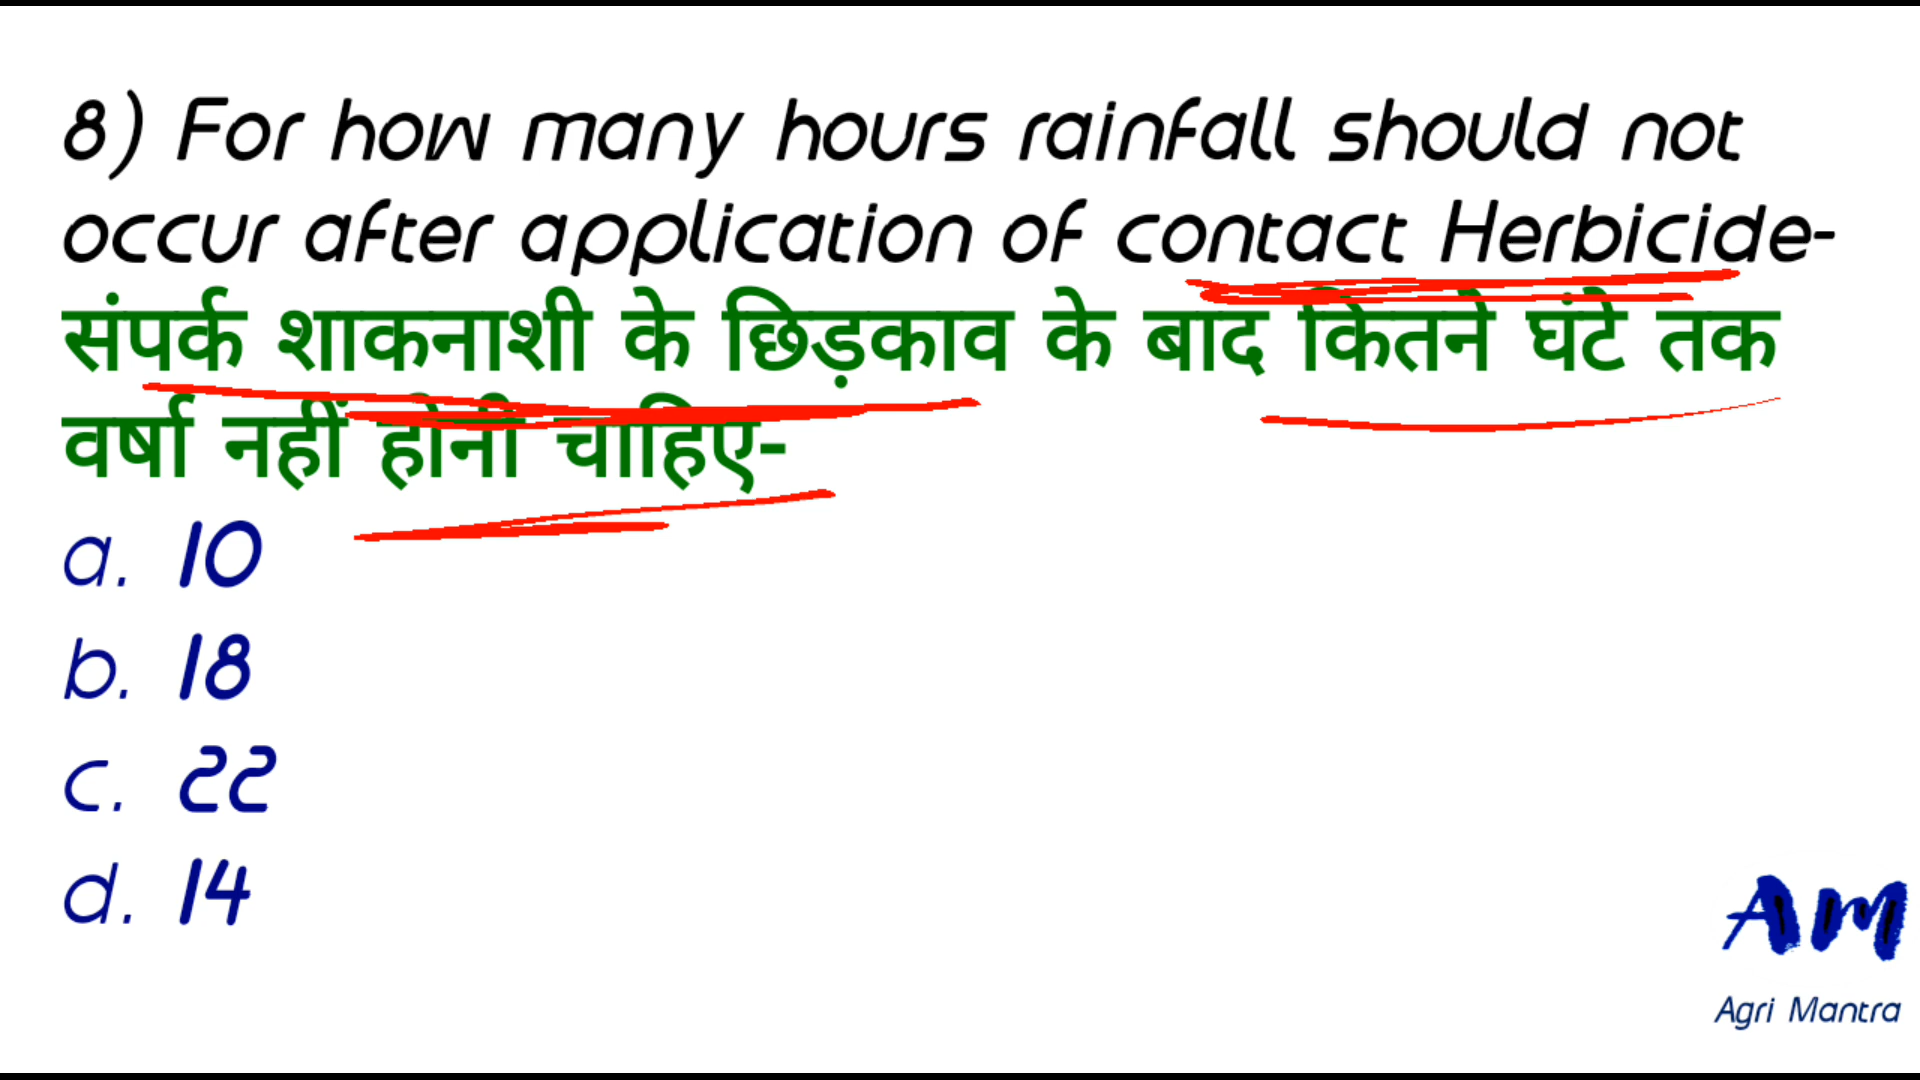 8) For how many hours rainfall should not
occur after application of contact Herbicide-
संपर्क शाकनाशी के छिड़काव के बाद कितने घंटे तक
वर्षा नहीं होनी चाहिए-
a. 10
b. 18
c. 22
d. 14
AM
Agri Mantra